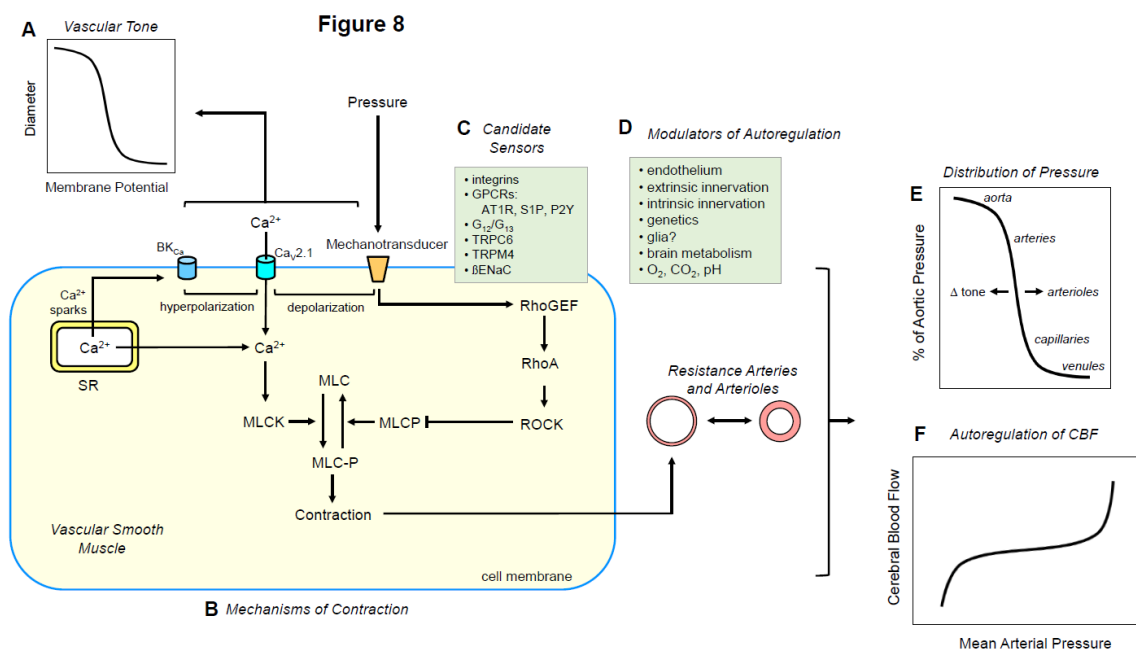 Figure 8
A
Vascular Tone
Diameter
Membrane Potential
Pressure
C
Candidate
Sensors
• integrins
• GPCRs:
AT1R, S1P, P2Y
• G12/G13
• TRPC6
• TRPM4
• ßENaC
D
Modulators of Autoregulation
• endothelium
• extrinsic innervation
• intrinsic innervation
• genetics
• glia?
• brain metabolism
• O2, CO2, pH
E
Distribution of Pressure
% of Aortic Pressure
aorta
arteries
Δ tone
arterioles
capillaries
venules
Ca2+
BKCa
Cav2.1
Mechanotransducer
Ca2+
sparks
hyperpolarization
depolarization
RhoGEF
Ca2+
SR
Ca2+
RhoA
MLC
MLCK
MLCP
ROCK
MLC-P
Contraction
Resistance Arteries
and Arterioles
Vascular Smooth
Muscle
cell membrane
B
Mechanisms of Contraction
F
Autoregulation of CBF
Cerebral Blood Flow
Mean Arterial Pressure